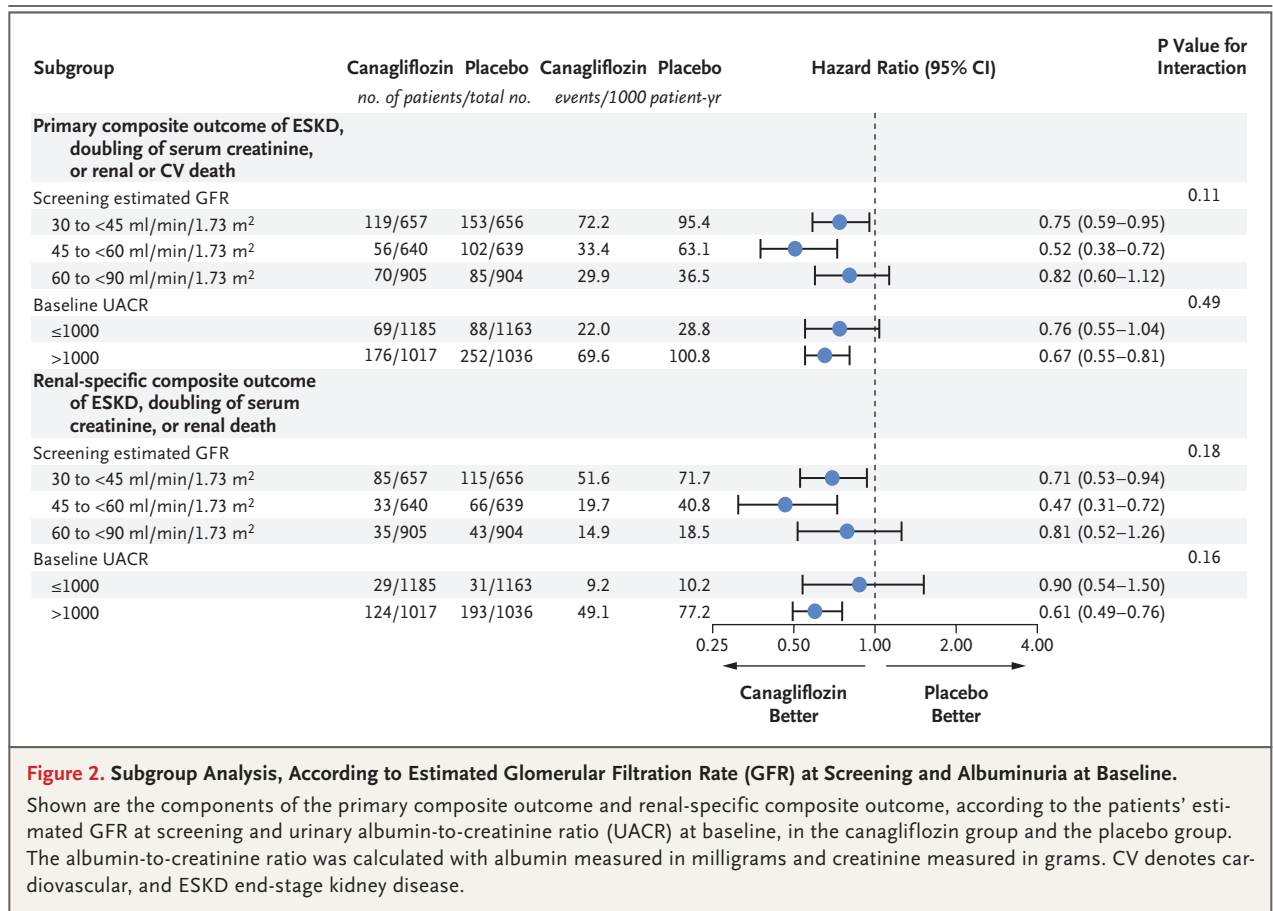 P Value for
Subgroup Canagliflozin Placebo Canagliflozin Placebo Hazard Ratio (95% CI) Interaction
no. of patients/total no. events/1000 patient-yr
Primary composite outcome of ESKD,
doubling of serum creatinine,
or renal or CV death
Screening estimated GFR 0.11
30 to <45 ml/min/1.73 m² 119/657 153/656 72.2 95.4 0.75 (0.59–0.95)
45 to <60 ml/min/1.73 m² 56/640 102/639 33.4 63.1 0.52 (0.38–0.72)
60 to <90 ml/min/1.73 m² 70/905 85/904 29.9 36.5 0.82 (0.60–1.12)
Baseline UACR 0.49
≤1000 69/1185 88/1163 22.0 28.8 0.76 (0.55–1.04)
>1000 176/1017 252/1036 69.6 100.8 0.67 (0.55–0.81)
Renal-specific composite outcome
of ESKD, doubling of serum
creatinine, or renal death
Screening estimated GFR 0.18
30 to <45 ml/min/1.73 m² 85/657 115/656 51.6 71.7 0.71 (0.53–0.94)
45 to <60 ml/min/1.73 m² 33/640 66/639 19.7 40.8 0.47 (0.31–0.72)
60 to <90 ml/min/1.73 m² 35/905 43/904 14.9 18.5 0.81 (0.52–1.26)
Baseline UACR 0.16
≤1000 29/1185 31/1163 9.2 10.2 0.90 (0.54–1.50)
>1000 124/1017 193/1036 49.1 77.2 0.61 (0.49–0.76)
0.25 0.50 1.00 2.00 4.00
Canagliflozin Placebo
Better Better
Figure 2. Subgroup Analysis, According to Estimated Glomerular Filtration Rate (GFR) at Screening and Albuminuria at Baseline.
Shown are the components of the primary composite outcome and renal-specific composite outcome, according to the patients' esti-
mated GFR at screening and urinary albumin-to-creatinine ratio (UACR) at baseline, in the canagliflozin group and the placebo group.
The albumin-to-creatinine ratio was calculated with albumin measured in milligrams and creatinine measured in grams. CV denotes car-
diovascular, and ESKD end-stage kidney disease.